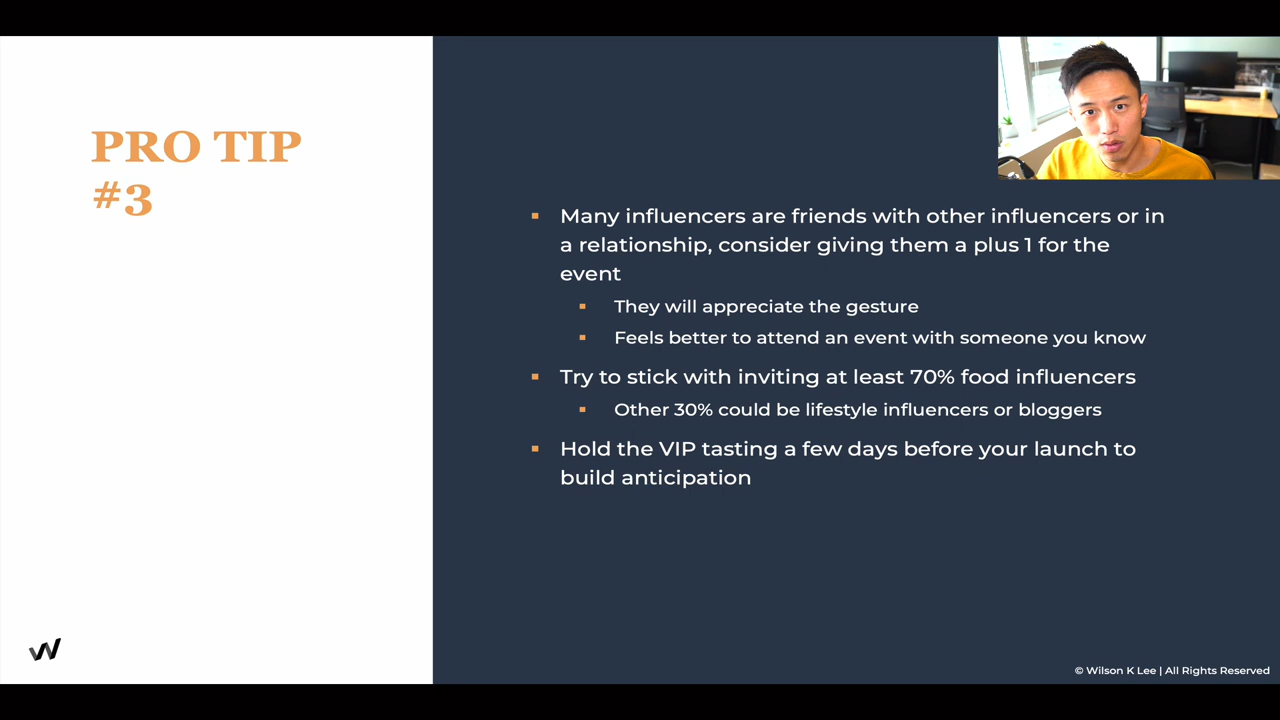 PRO TIP
#3
Many influencers are friends with other influencers or in
a relationship, consider giving them a plus 1 for the
event
They will appreciate the gesture
Feels better to attend an event with someone you know
Try to stick with inviting at least 70% food influencers
Other 30% could be lifestyle influencers or bloggers
Hold the VIP tasting a few days before your launch to
build anticipation
© Wilson K Lee | All Rights Reserved